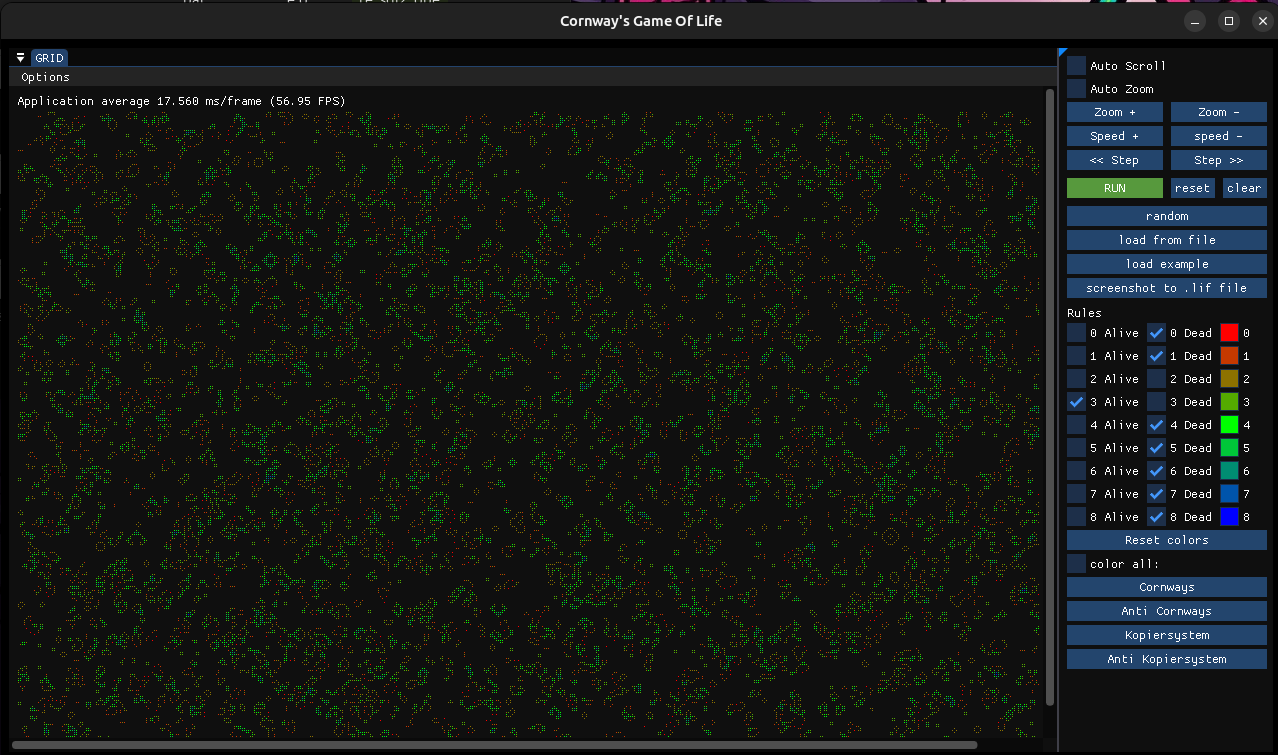 Cornway's Game Of Life
GRID
Options
Application average 17.560 ms/frame (56.95 FPS)
Auto Scroll
Auto Zoom
Zoom + Zoom -
Speed + speed -
<< Step Step >>
RUN reset clear
random
load from file
load example
screenshot to .lif file
Rules
0 Alive 0 Dead 0
1 Alive 1 Dead 1
2 Alive 2 Dead 2
3 Alive 3 Dead 3
4 Alive 4 Dead 4
5 Alive 5 Dead 5
6 Alive 6 Dead 6
7 Alive 7 Dead 7
8 Alive 8 Dead 8
Reset colors
color all:
Cornways
Anti Cornways
Kopiersystem
Anti Kopiersystem